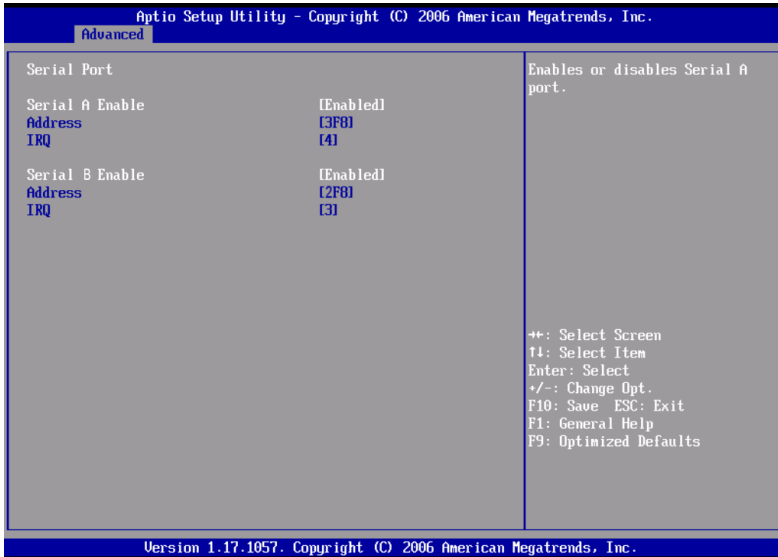 Aptio Setup Utility - Copyright (C) 2006 American Megatrends, Inc.
Advanced
Serial Port
Serial A Enable [Enabled]
Address [3F8]
IRQ [4]
Serial B Enable [Enabled]
Address [2F8]
IRQ [3]
Enables or disables Serial A
port.
→←: Select Screen
↑↓: Select Item
Enter: Select
+/-: Change Opt.
F10: Save ESC: Exit
F1: General Help
F9: Optimized Defaults
Version 1.17.1057. Copyright (C) 2006 American Megatrends, Inc.